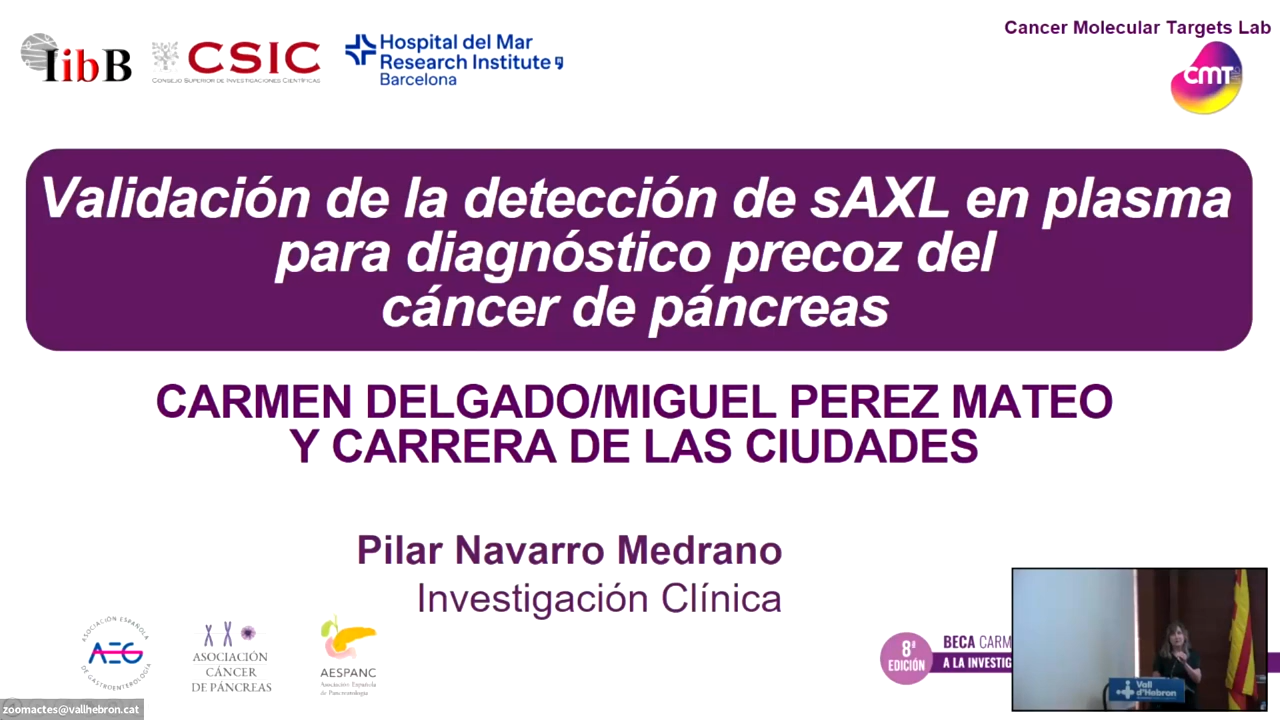 Cancer Molecular Targets Lab
IibB
CSIC
CONSEJO SUPERIOR DE INVESTIGACIONES CIENTÍFICAS
Hospital del Mar
Research Institute
Barcelona
CMT
Validación de la detección de sAXL en plasma
para diagnóstico precoz del
cáncer de páncreas
CARMEN DELGADO/MIGUEL PEREZ MATEO
Y CARRERA DE LAS CIUDADES
Pilar Navarro Medrano
Investigación Clínica
ASOCIACIÓN ESPAÑOLA
AEG
DE GASTROENTEROLOGÍA
ASOCIACIÓN
CÁNCER
DE PÁNCREAS
AESPANC
Asociación Española
de Pancreatología
8ª
EDICIÓN
BECA CARM
A LA INVESTIG
Vall
d'Hebron
zoomactes@vallhebron.cat